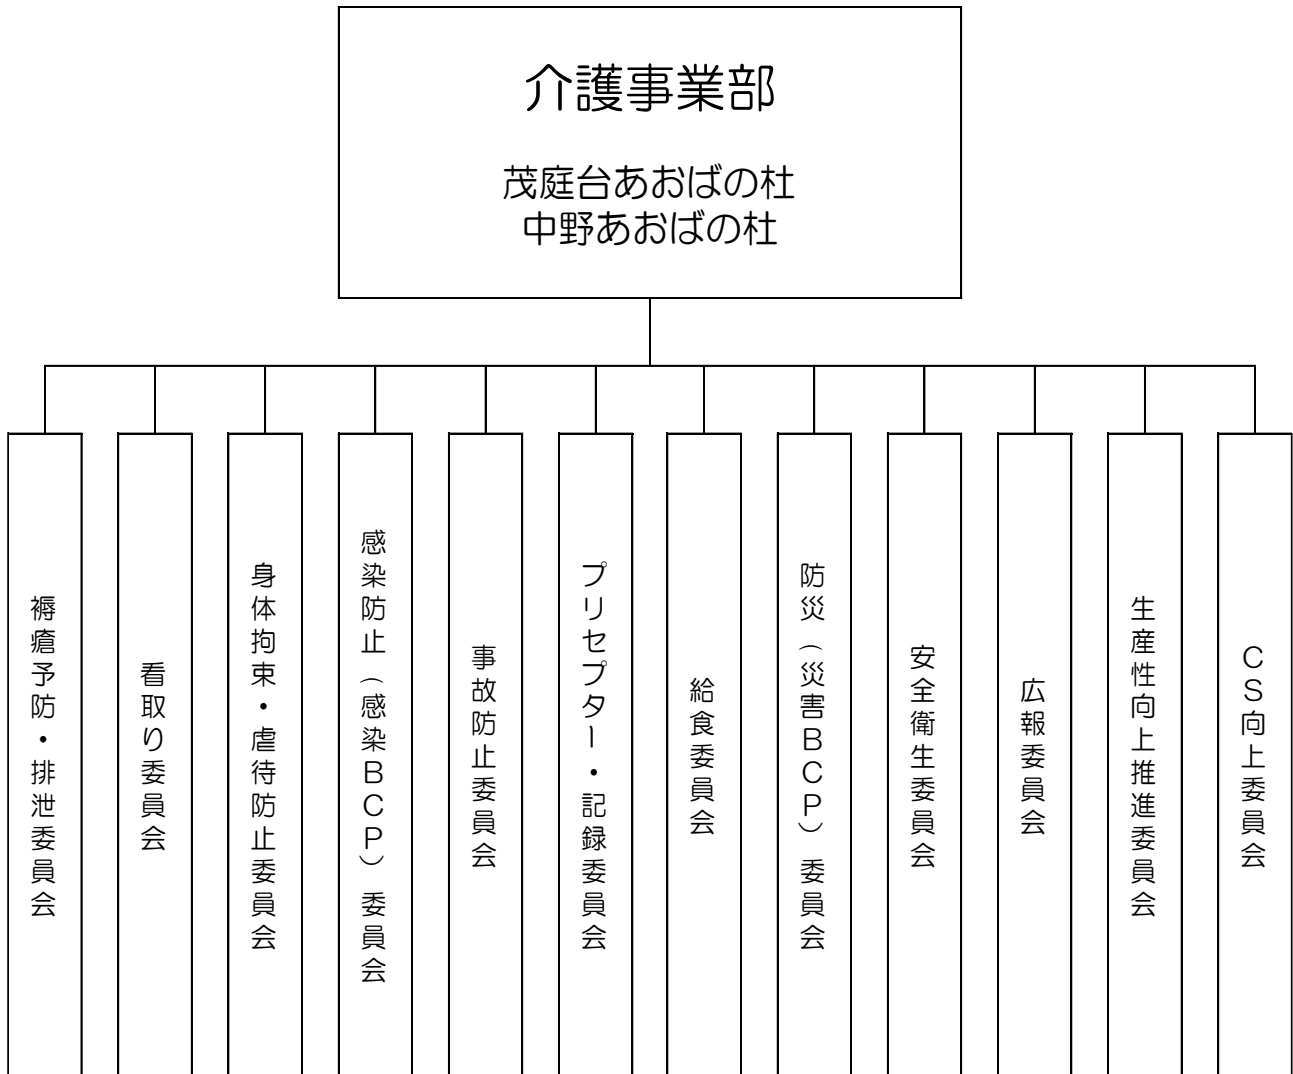 介護事業部
茂庭台あおばの杜
中野あおばの杜
褥瘡予防・排泄委員会
看取り委員会
身体拘束・虐待防止委員会
感染防止（感染BCP）委員会
事故防止委員会
プリセプター・記録委員会
給食委員会
防災（災害BCP）委員会
安全衛生委員会
広報委員会
生産性向上推進委員会
CS向上委員会